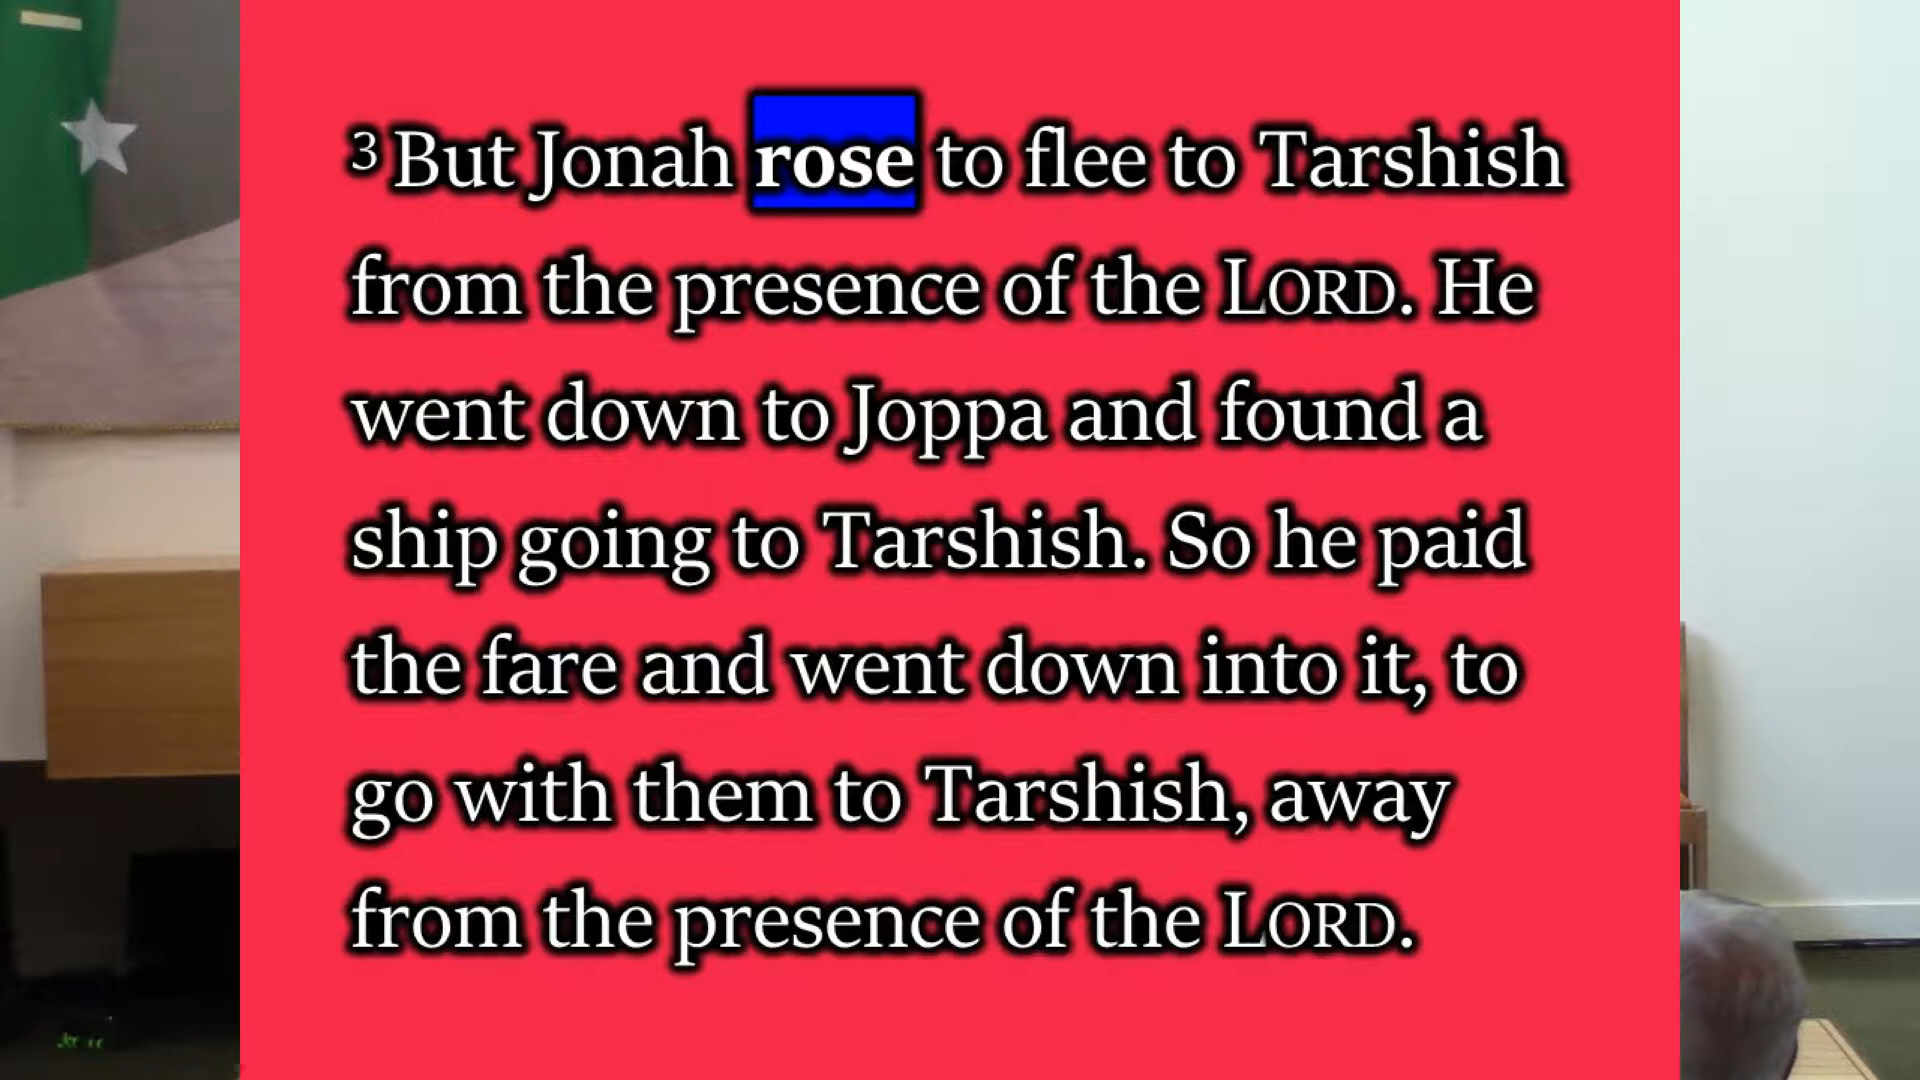 3 But Jonah rose to flee to Tarshish
from the presence of the LORD. He
went down to Joppa and found a
ship going to Tarshish. So he paid
the fare and went down into it, to
go with them to Tarshish, away
from the presence of the LORD.